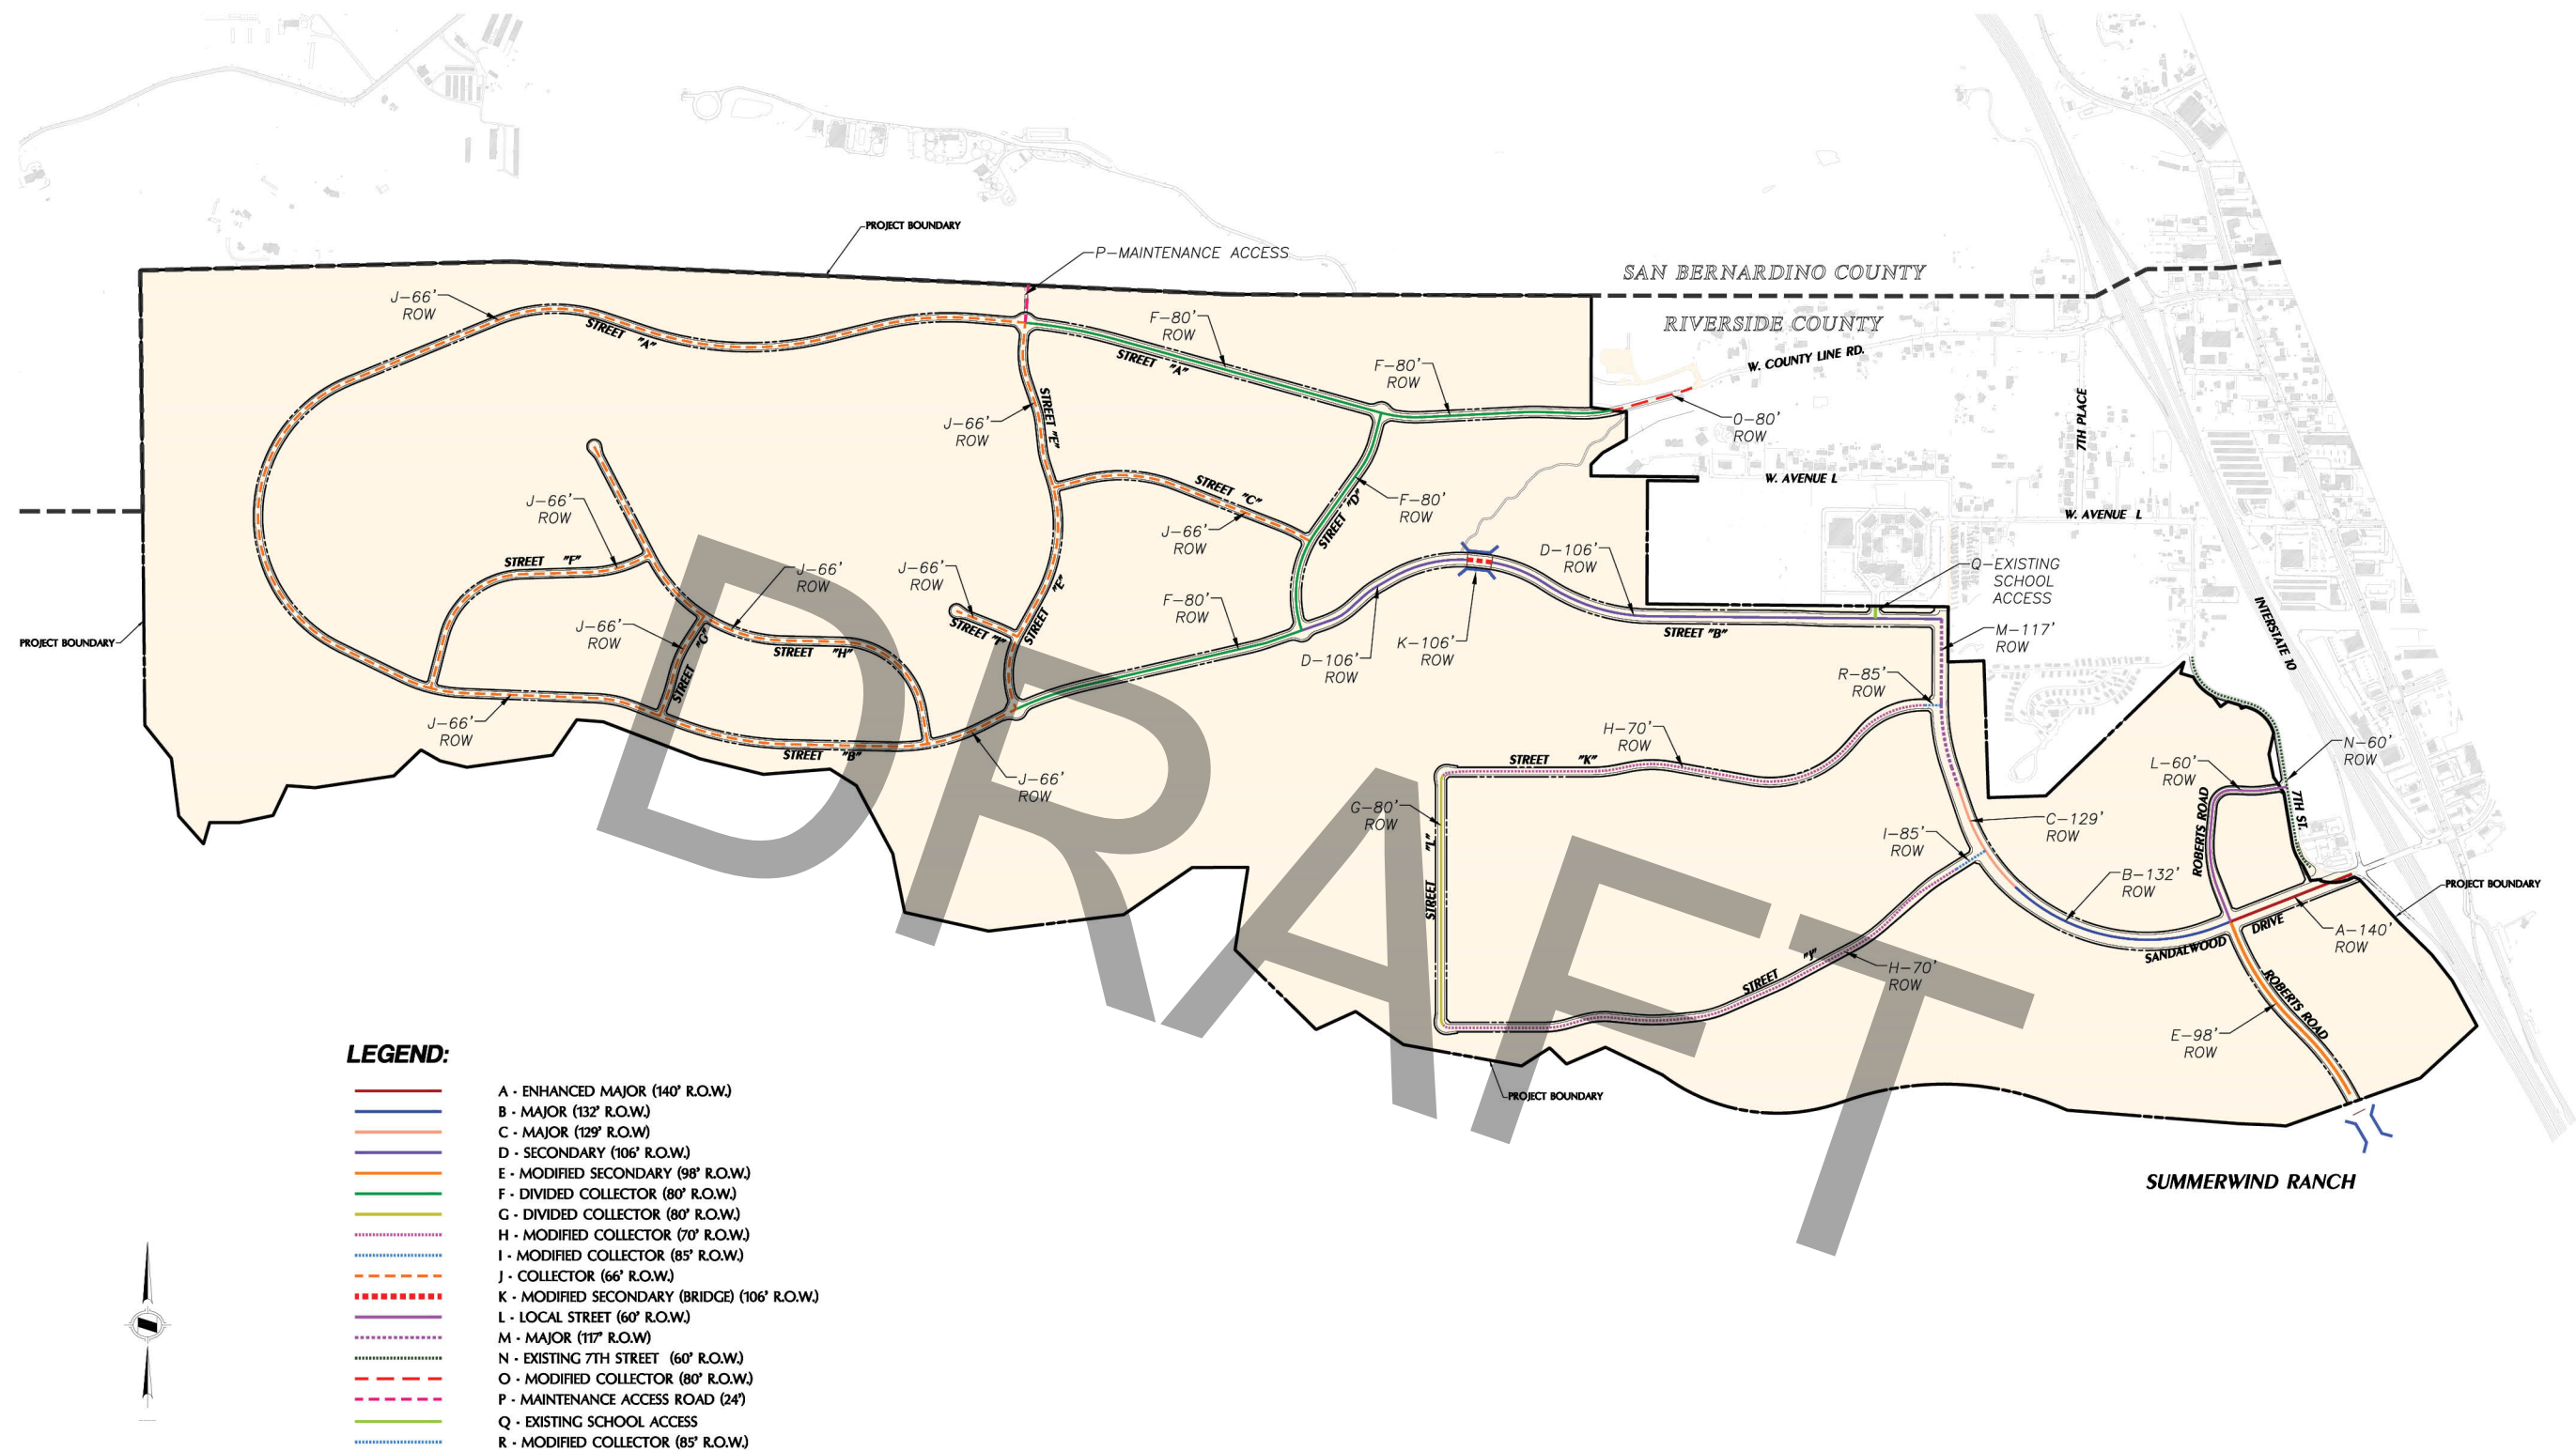 PROJECT BOUNDARY
P-MAINTENANCE ACCESS
SAN BERNARDINO COUNTY
RIVERSIDE COUNTY
J-66'
ROW
STREET "A"
F-80'
ROW
STREET "A"
F-80'
ROW
W. COUNTY LINE RD.
O-80'
ROW
7TH PLACE
J-66'
ROW
STREET "E"
W. AVENUE L
W. AVENUE L
STREET "C"
F-80'
ROW
STREET "D"
J-66'
ROW
J-66'
ROW
STREET "F"
J-66'
ROW
J-66'
ROW
STREET "E"
STREET "I"
D-106'
ROW
Q-EXISTING
SCHOOL
ACCESS
INTERSTATE 10
F-80'
ROW
J-66'
ROW
STREET "G"
STREET "H"
PROJECT BOUNDARY
D-106'
ROW
K-106'
ROW
STREET "B"
M-117'
ROW
R-85'
ROW
J-66'
ROW
STREET "B"
J-66'
ROW
H-70'
ROW
STREET "K"
N-60'
ROW
L-60'
ROW
7TH ST.
ROBERTS ROAD
G-80'
ROW
STREET "L"
C-129'
ROW
I-85'
ROW
B-132'
ROW
PROJECT BOUNDARY
A-140'
ROW
SANDALWOOD DRIVE
STREET "J"
H-70'
ROW
ROBERTS ROAD
E-98'
ROW
PROJECT BOUNDARY
SUMMERWIND RANCH
DRAFT
LEGEND:
A - ENHANCED MAJOR (140' R.O.W.)
B - MAJOR (132' R.O.W.)
C - MAJOR (129' R.O.W)
D - SECONDARY (106' R.O.W.)
E - MODIFIED SECONDARY (98' R.O.W.)
F - DIVIDED COLLECTOR (80' R.O.W.)
G - DIVIDED COLLECTOR (80' R.O.W.)
H - MODIFIED COLLECTOR (70' R.O.W.)
I - MODIFIED COLLECTOR (85' R.O.W.)
J - COLLECTOR (66' R.O.W.)
K - MODIFIED SECONDARY (BRIDGE) (106' R.O.W.)
L - LOCAL STREET (60' R.O.W.)
M - MAJOR (117' R.O.W)
N - EXISTING 7TH STREET (60' R.O.W.)
O - MODIFIED COLLECTOR (80' R.O.W.)
P - MAINTENANCE ACCESS ROAD (24')
Q - EXISTING SCHOOL ACCESS
R - MODIFIED COLLECTOR (85' R.O.W.)